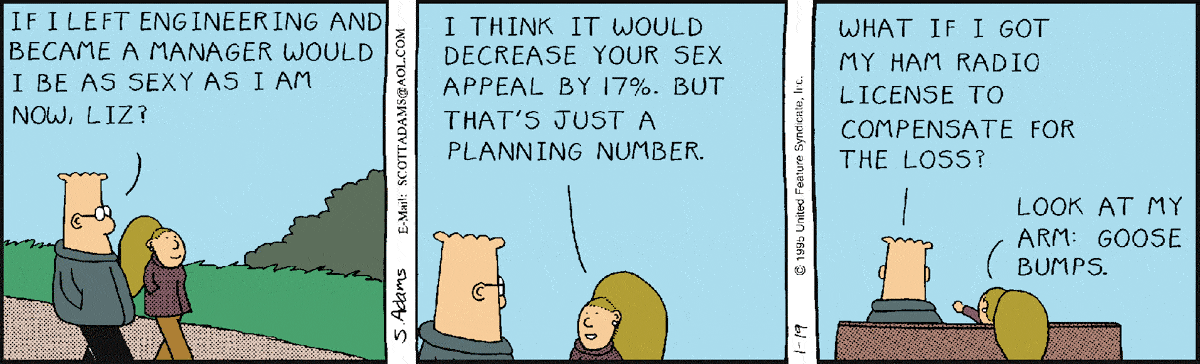 IF I LEFT ENGINEERING AND
BECAME A MANAGER WOULD
I BE AS SEXY AS I AM
NOW, LIZ?
S. Adams E-Mail: SCOTTADAMS@AOL.COM
I THINK IT WOULD
DECREASE YOUR SEX
APPEAL BY 17%. BUT
THAT'S JUST A
PLANNING NUMBER.
1-19 © 1995 United Feature Syndicate, Inc.
WHAT IF I GOT
MY HAM RADIO
LICENSE TO
COMPENSATE FOR
THE LOSS?
LOOK AT MY
ARM: GOOSE
BUMPS.